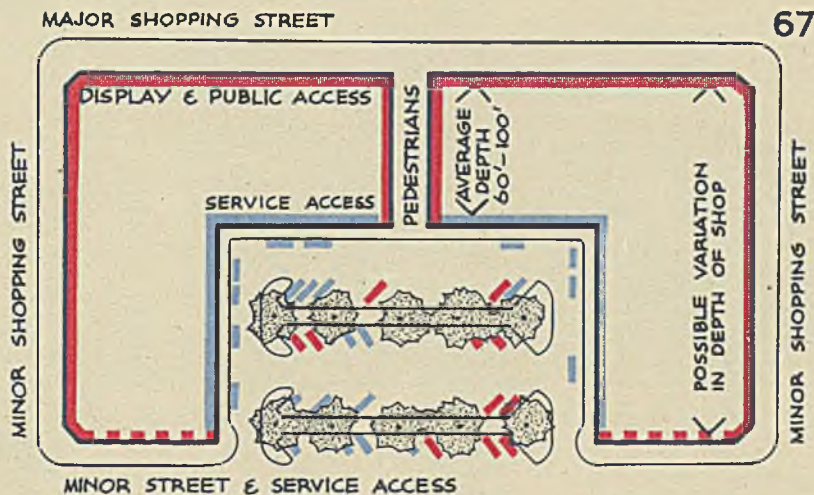 MAJOR SHOPPING STREET
67
DISPLAY & PUBLIC ACCESS
PEDESTRIANS
AVERAGE
DEPTH
60'-100'
SERVICE ACCESS
MINOR SHOPPING STREET
POSSIBLE VARIATION
IN DEPTH OF SHOP
MINOR SHOPPING STREET
MINOR STREET & SERVICE ACCESS